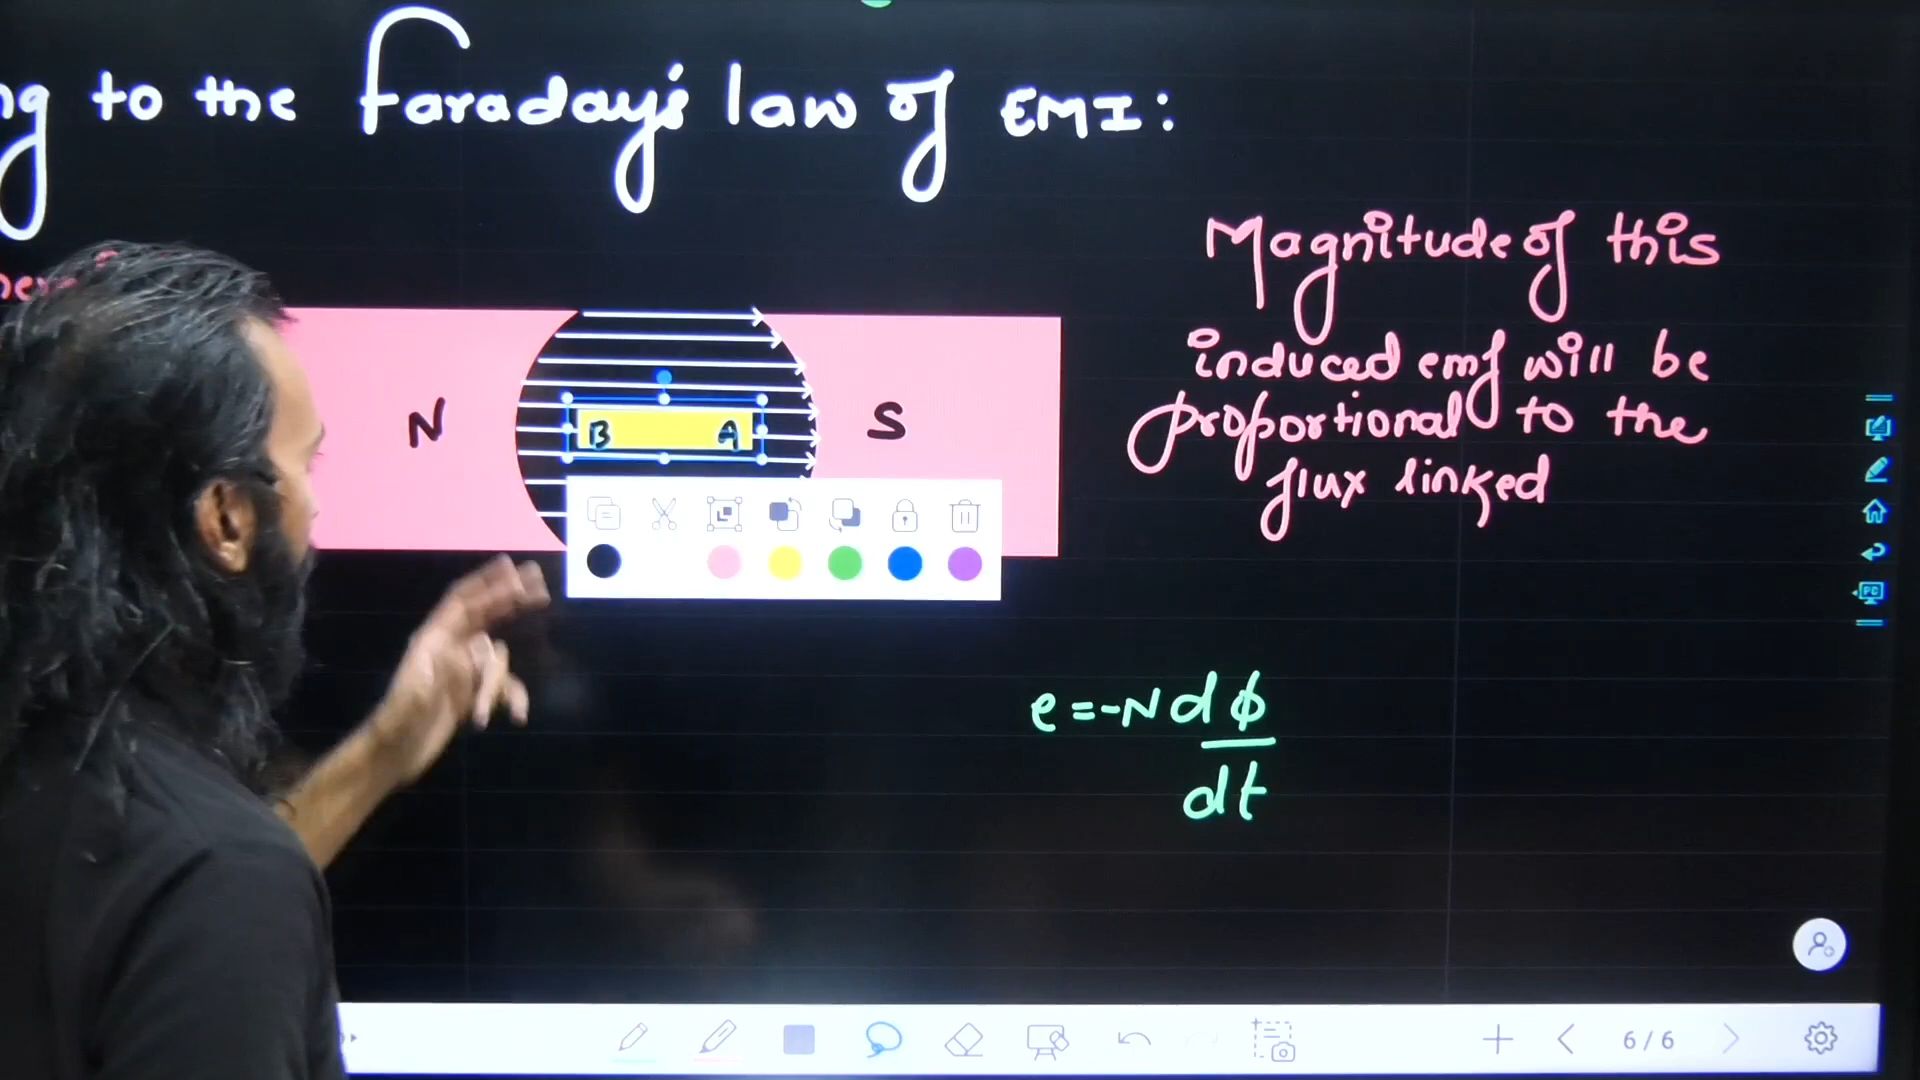 to the Faraday's law of EMI:
Magnitude of this
induced emf will be
proportional to the
flux linked
N
B A
S
e = -N dϕ
dt
PC
6/6